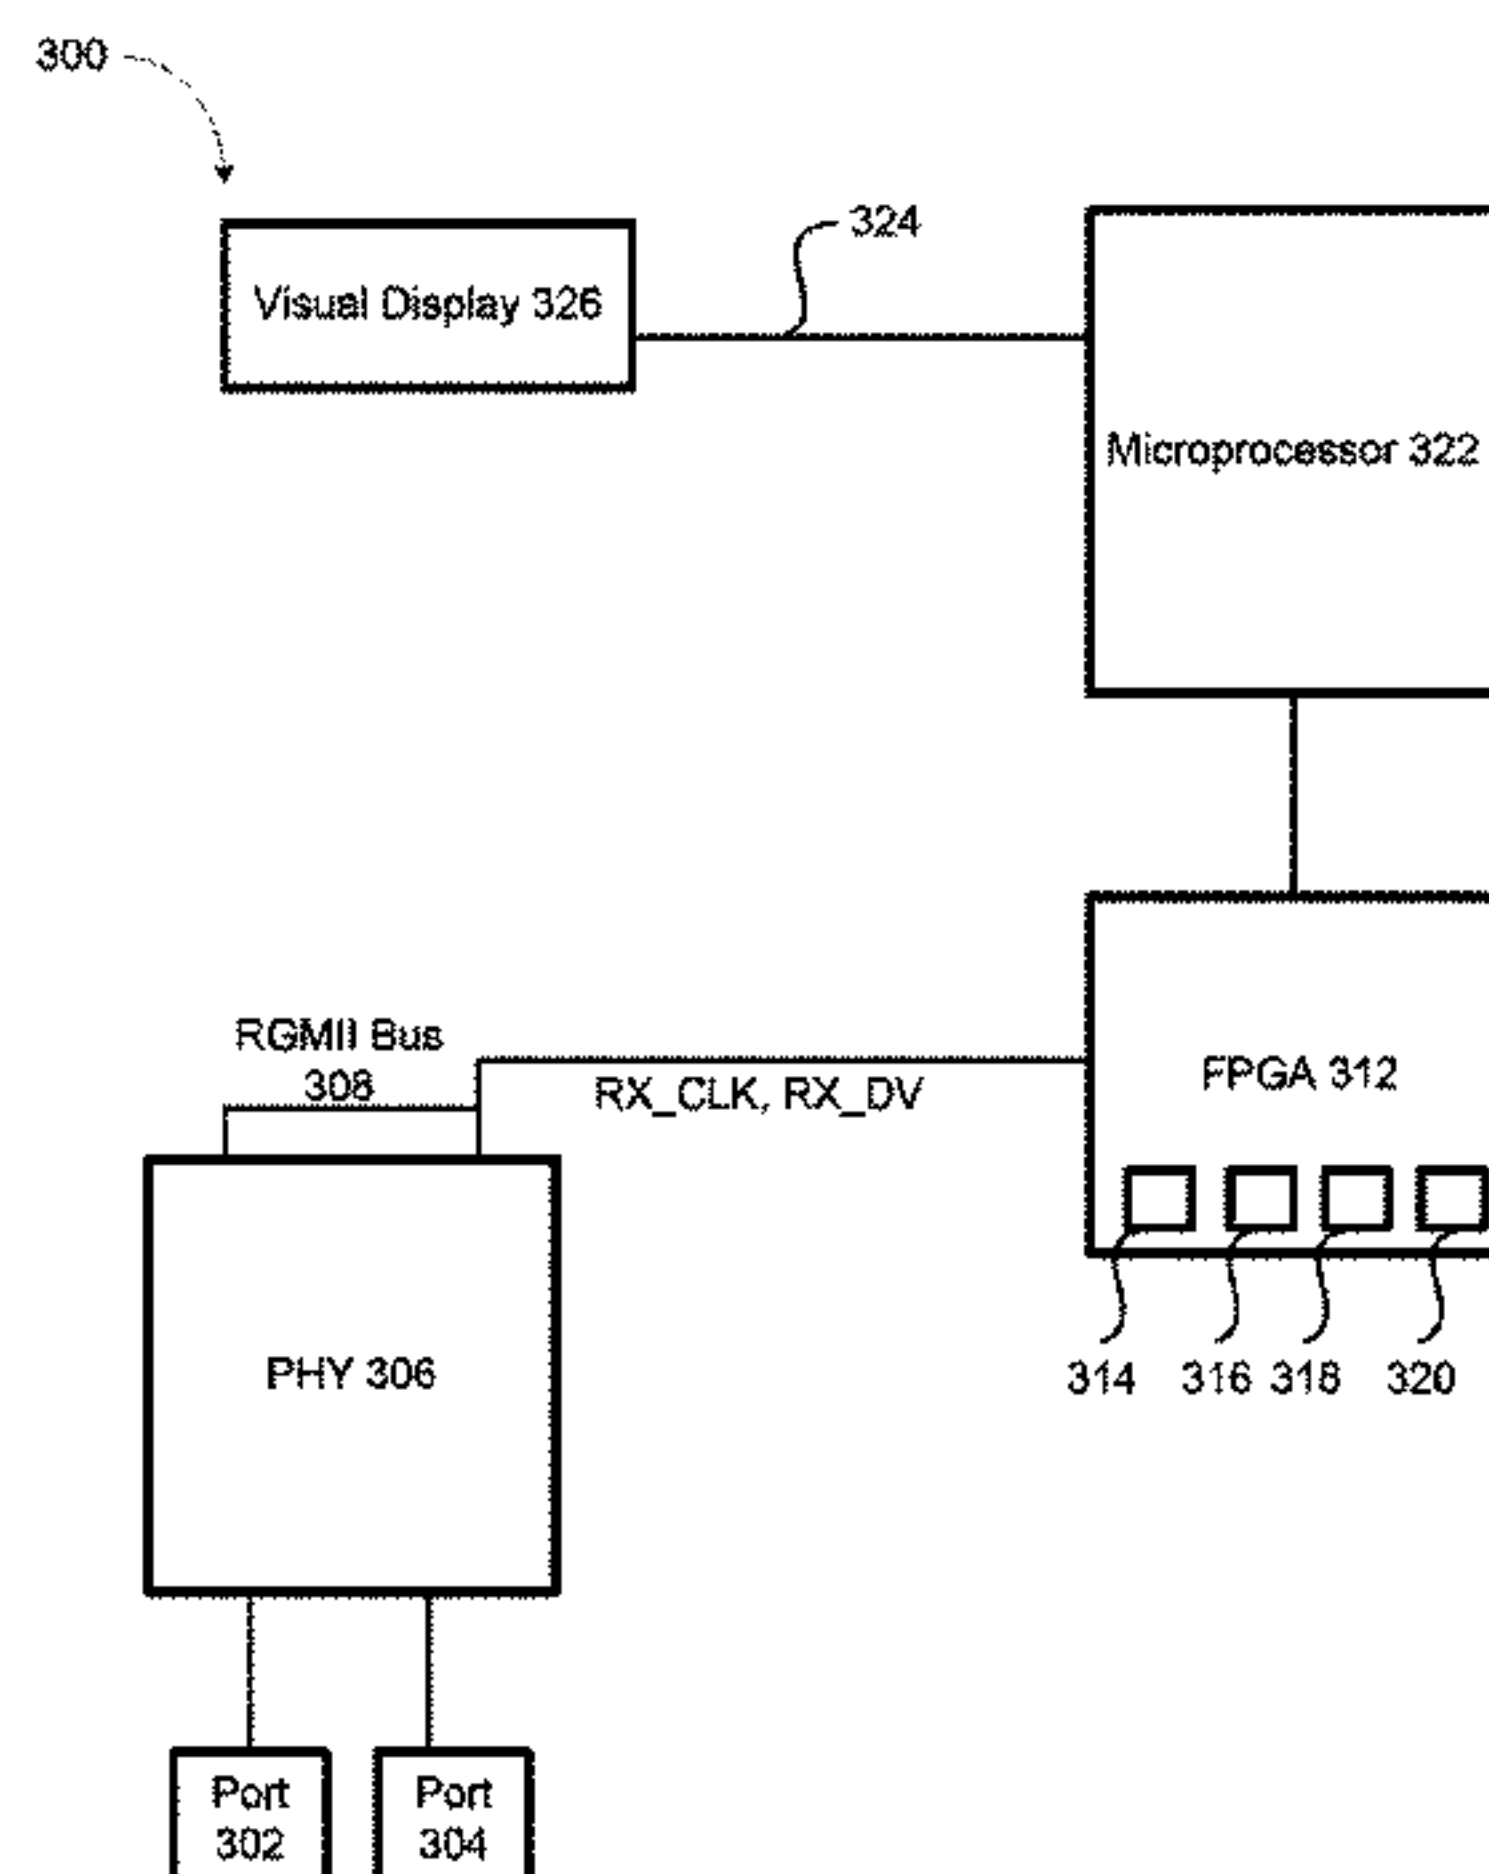 300
324
Visual Display 326
Microprocessor 322
RGMII Bus
308
RX_CLK, RX_DV
FPGA 312
314 316 318 320
PHY 306
Port
302
Port
304